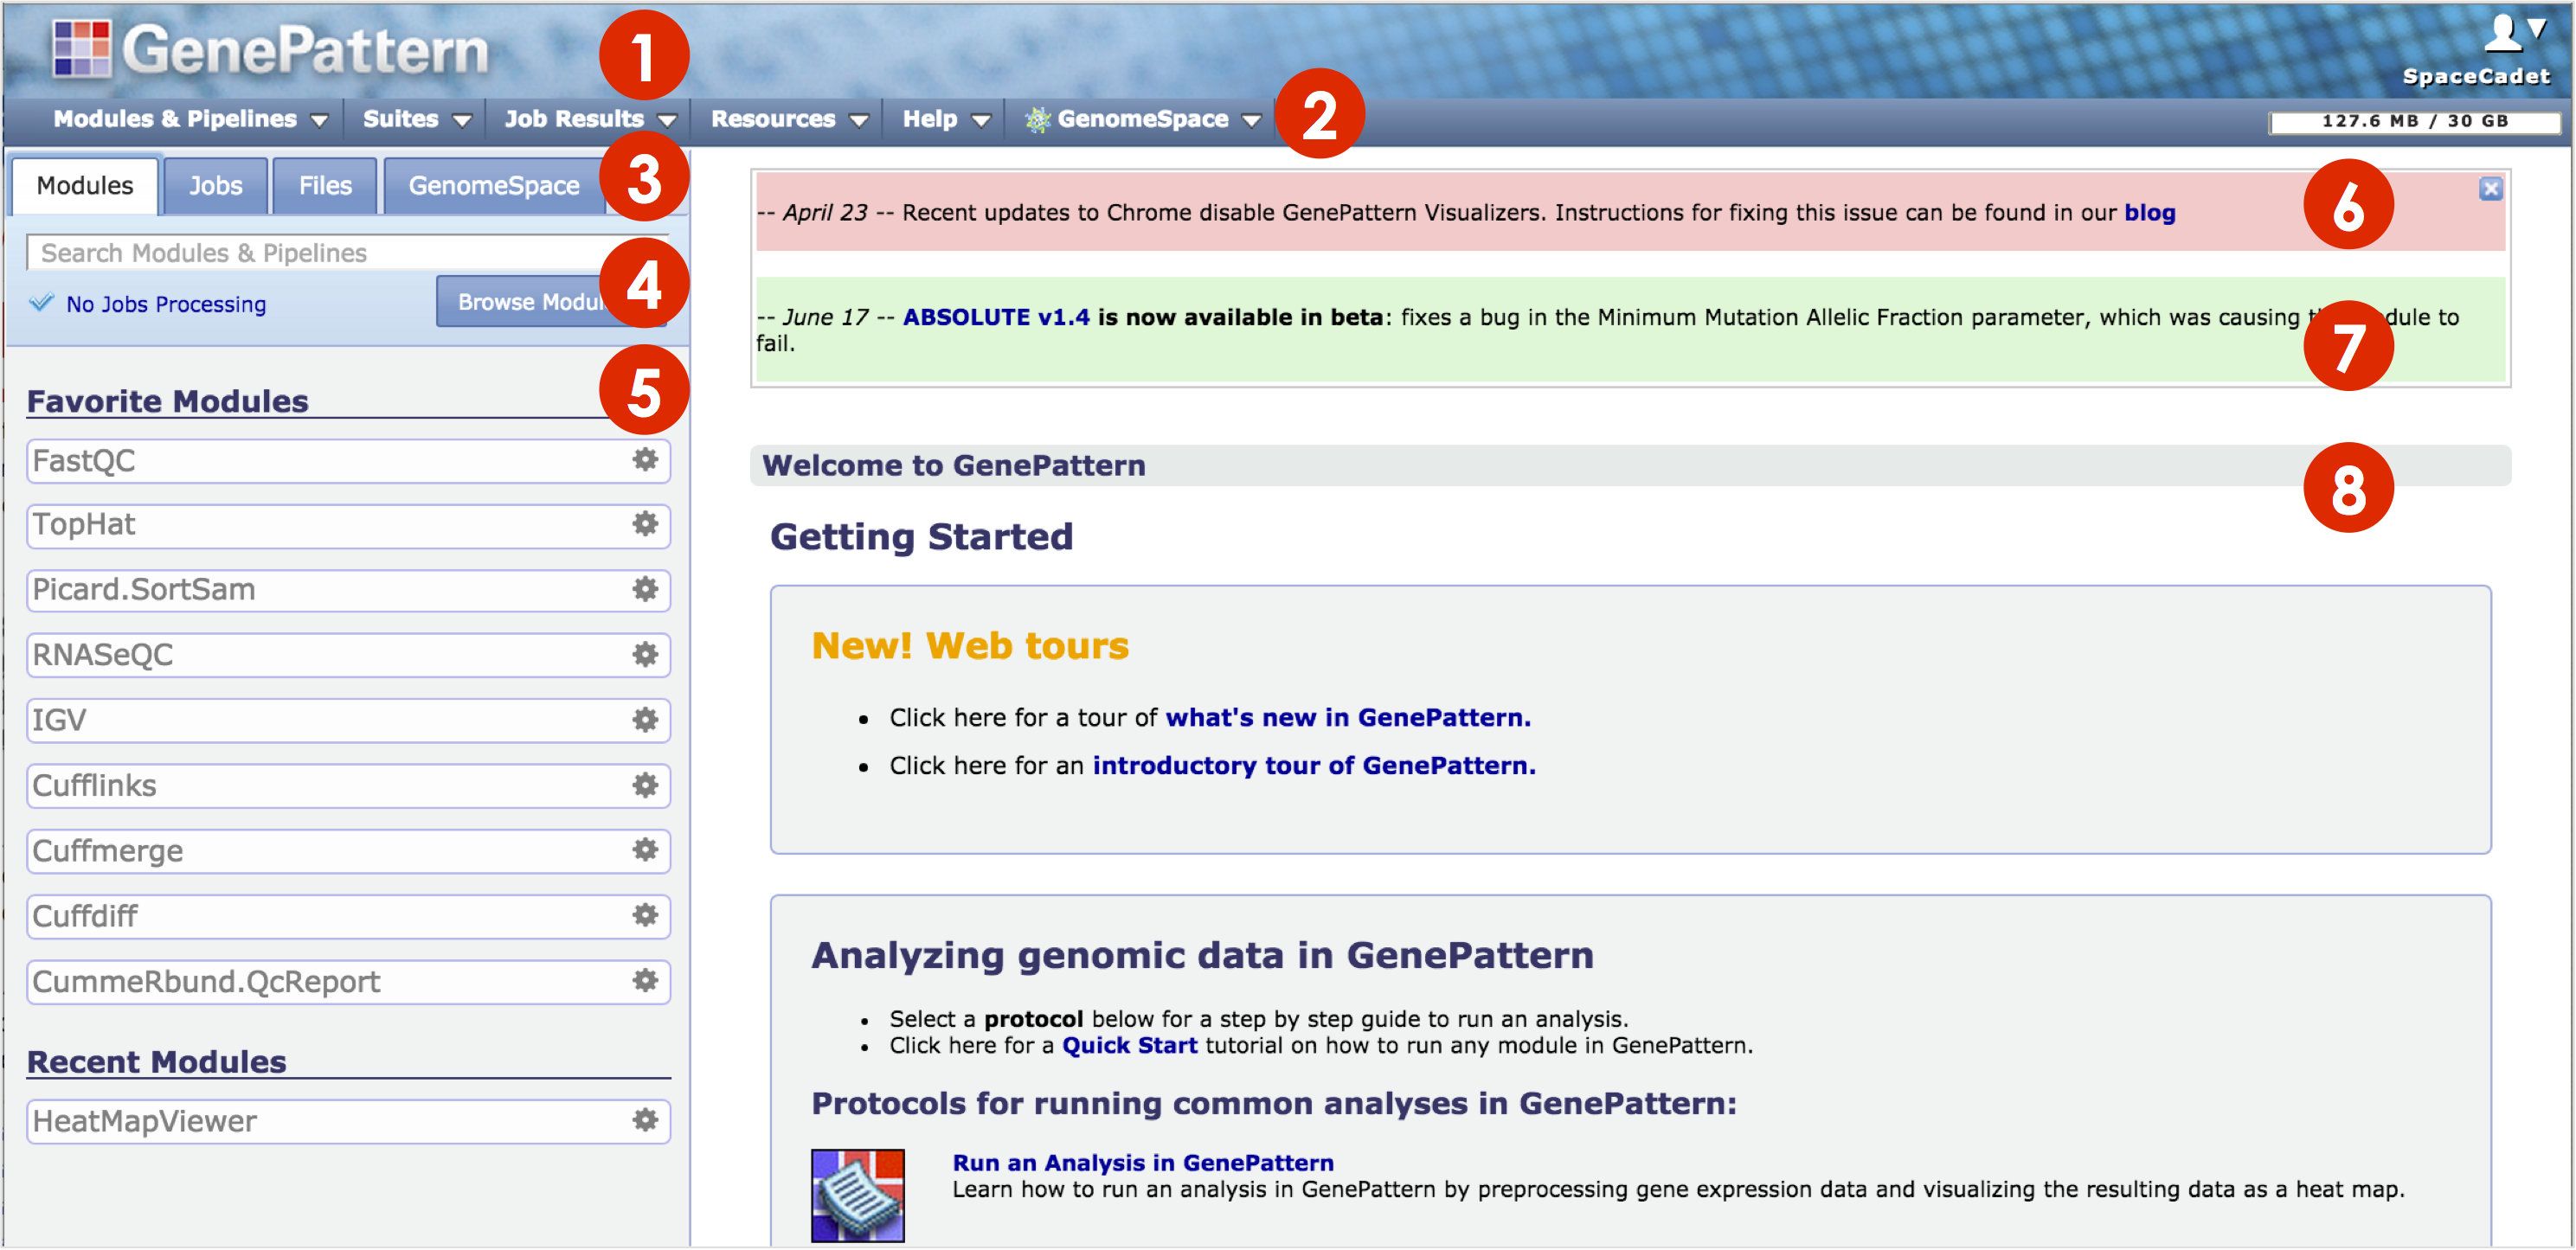 GenePattern
1
SpaceCadet
Modules & Pipelines
Suites
Job Results
Resources
Help
GenomeSpace
2
127.6 MB / 30 GB
Modules
Jobs
Files
GenomeSpace
3
Search Modules & Pipelines
No Jobs Processing
Browse
4
5
Favorite Modules
FastQC
TopHat
Picard.SortSam
RNASeQC
IGV
Cufflinks
Cuffmerge
Cuffdiff
CummeRbund.QcReport
Recent Modules
HeatMapViewer
-- April 23 -- Recent updates to Chrome disable GenePattern Visualizers. Instructions for fixing this issue can be found in our blog
6
-- June 17 -- ABSOLUTE v1.4 is now available in beta: fixes a bug in the Minimum Mutation Allelic Fraction parameter, which was causing to
fail.
7
Welcome to GenePattern
8
Getting Started
New! Web tours
• Click here for a tour of what's new in GenePattern.
• Click here for an introductory tour of GenePattern.
Analyzing genomic data in GenePattern
• Select a protocol below for a step by step guide to run an analysis.
• Click here for a Quick Start tutorial on how to run any module in GenePattern.
Protocols for running common analyses in GenePattern:
Run an Analysis in GenePattern
Learn how to run an analysis in GenePattern by preprocessing gene expression data and visualizing the resulting data as a heat map.